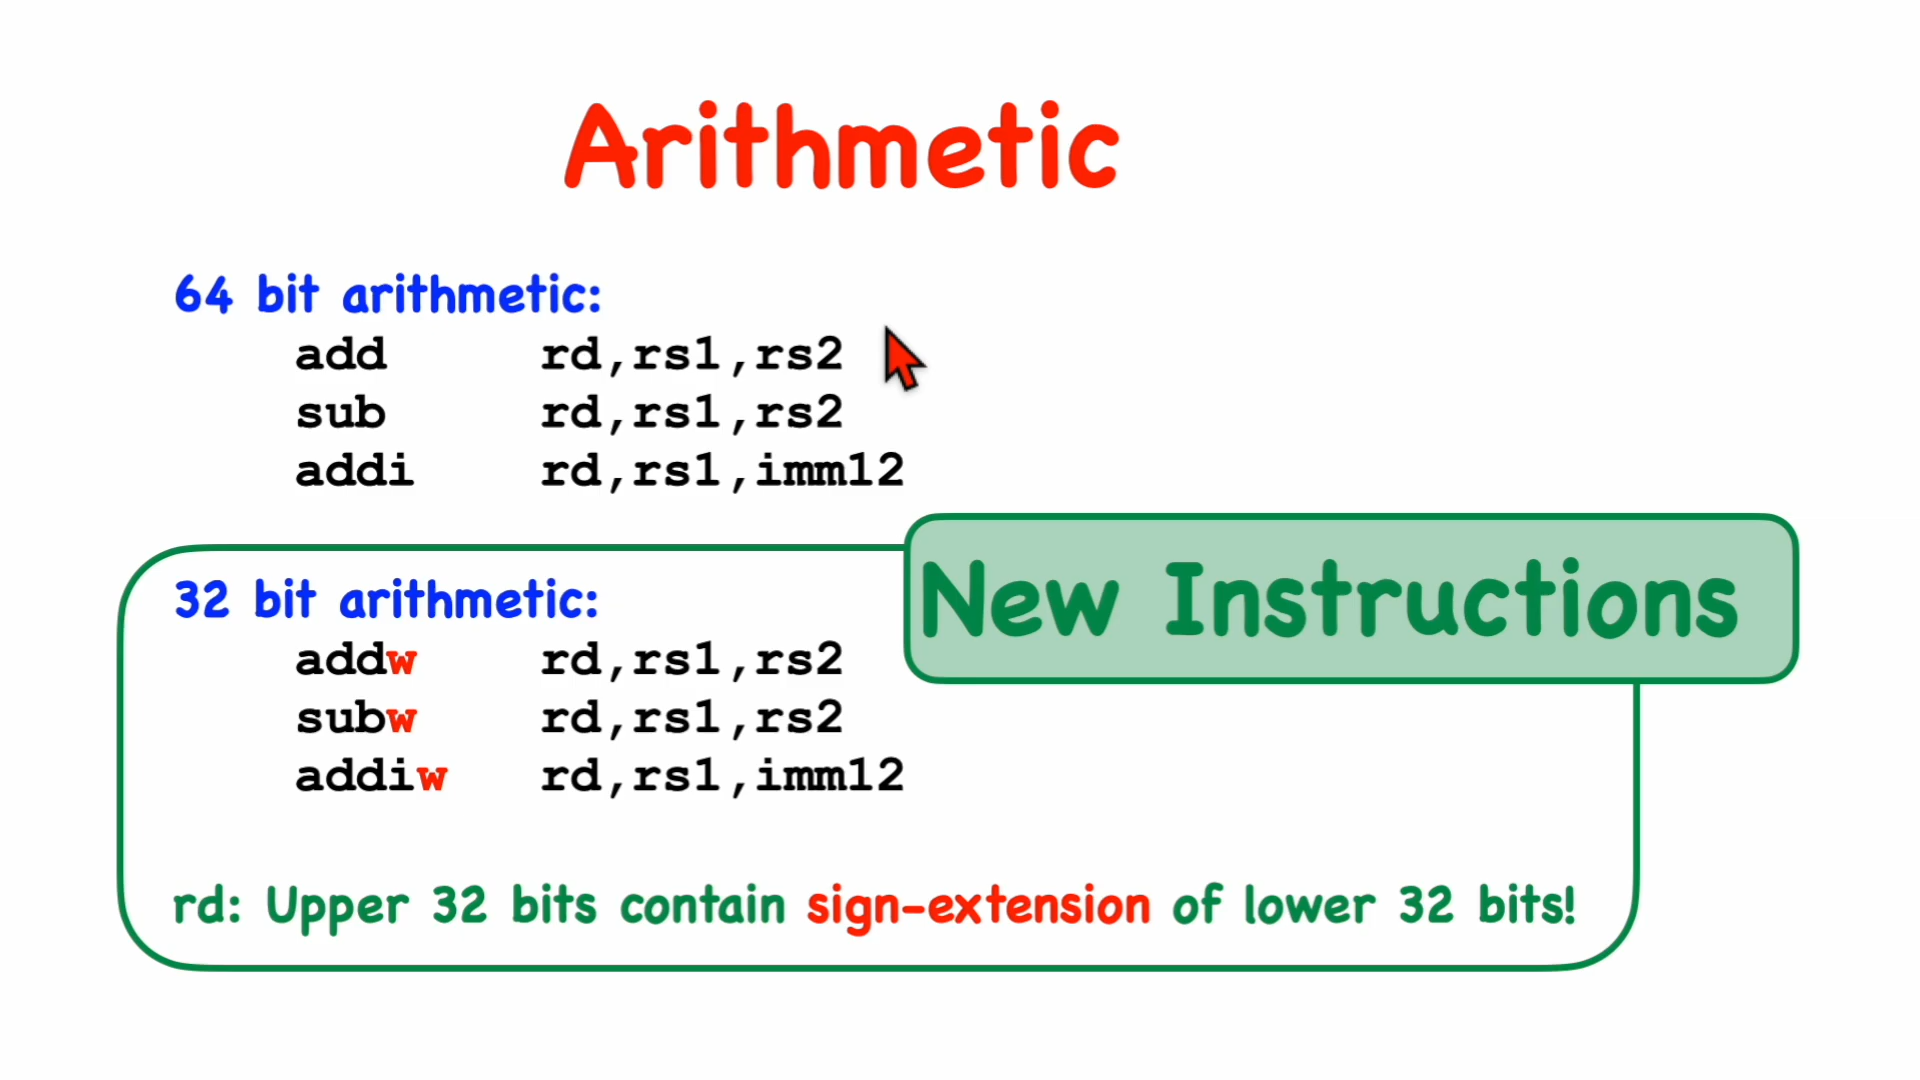 Arithmetic
64 bit arithmetic:
add rd,rs1,rs2
sub rd,rs1,rs2
addi rd,rs1,imm12
New Instructions
32 bit arithmetic:
addw rd,rs1,rs2
subw rd,rs1,rs2
addiw rd,rs1,imm12
rd: Upper 32 bits contain sign-extension of lower 32 bits!